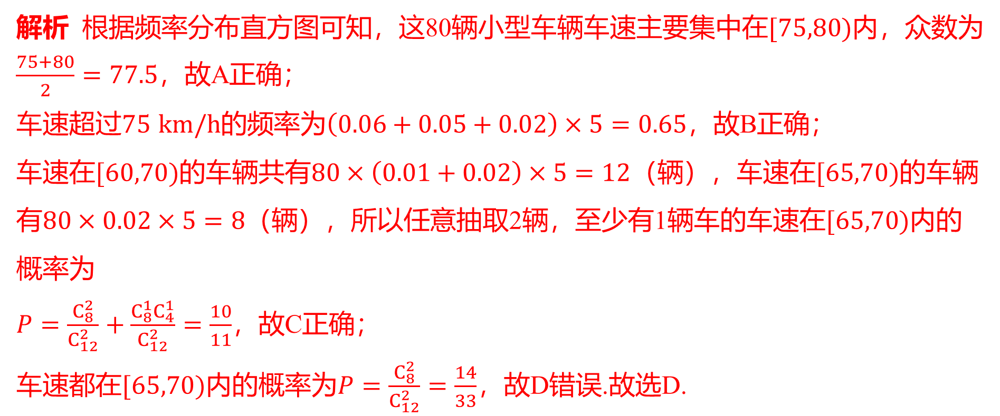 解析 根据频率分布直方图可知，这80辆小型车辆车速主要集中在[75,80)内，众数为
$\frac{75+80}{2} = 77.5$，故A正确；
车速超过75 km/h的频率为$(0.06 + 0.05 + 0.02) \times 5 = 0.65$，故B正确；
车速在[60,70)的车辆共有$80 \times (0.01 + 0.02) \times 5 = 12$（辆），车速在[65,70)的车辆
有$80 \times 0.02 \times 5 = 8$（辆），所以任意抽取2辆，至少有1辆车的车速在[65,70)内的
概率为
$P = \frac{C_8^2}{C_{12}^2} + \frac{C_8^1 C_4^1}{C_{12}^2} = \frac{10}{11}$，故C正确；
车速都在[65,70)内的概率为$P = \frac{C_8^2}{C_{12}^2} = \frac{14}{33}$，故D错误.故选D.